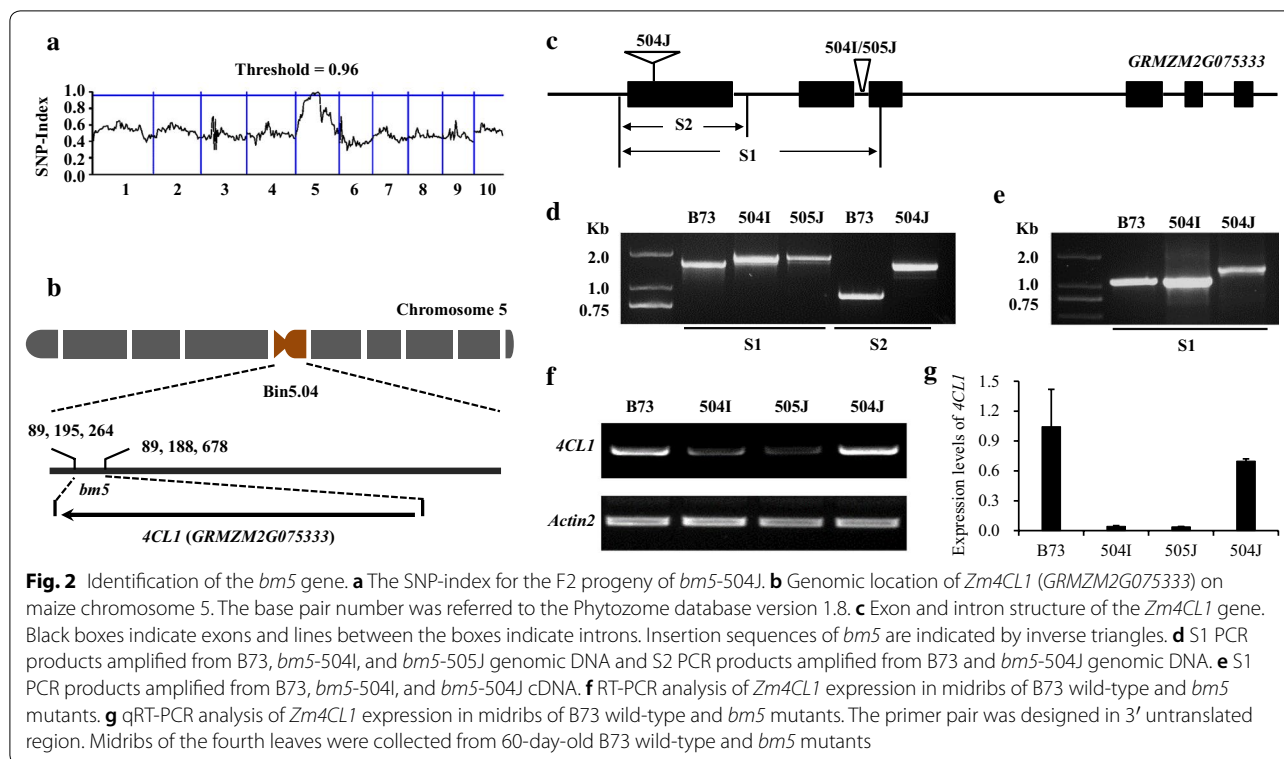 a
Threshold = 0.96
SNP-Index
1.0
0.8
0.6
0.4
0.2
0.0
1 2 3 4 5 6 7 8 9 10
b
Chromosome 5
Bin5.04
89, 195, 264
89, 188, 678
bm5
4CL1 (GRMZM2G075333)
c
504J
504I/505J
GRMZM2G075333
S2
S1
d
Kb
B73 504I 505J B73 504J
2.0
1.0
0.75
S1 S2
e
Kb
B73 504I 504J
2.0
1.0
0.75
S1
f
B73 504I 505J 504J
4CL1
Actin2
g
Expression levels of 4CL1
1.5
1.2
0.9
0.6
0.3
0.0
B73 504I 505J 504J
Fig. 2 Identification of the bm5 gene. a The SNP-index for the F2 progeny of bm5-504J. b Genomic location of Zm4CL1 (GRMZM2G075333) on
maize chromosome 5. The base pair number was referred to the Phytozome database version 1.8. c Exon and intron structure of the Zm4CL1 gene.
Black boxes indicate exons and lines between the boxes indicate introns. Insertion sequences of bm5 are indicated by inverse triangles. d S1 PCR
products amplified from B73, bm5-504I, and bm5-505J genomic DNA and S2 PCR products amplified from B73 and bm5-504J genomic DNA. e S1
PCR products amplified from B73, bm5-504I, and bm5-504J cDNA. f RT-PCR analysis of Zm4CL1 expression in midribs of B73 wild-type and bm5
mutants. g qRT-PCR analysis of Zm4CL1 expression in midribs of B73 wild-type and bm5 mutants. The primer pair was designed in 3′ untranslated
region. Midribs of the fourth leaves were collected from 60-day-old B73 wild-type and bm5 mutants